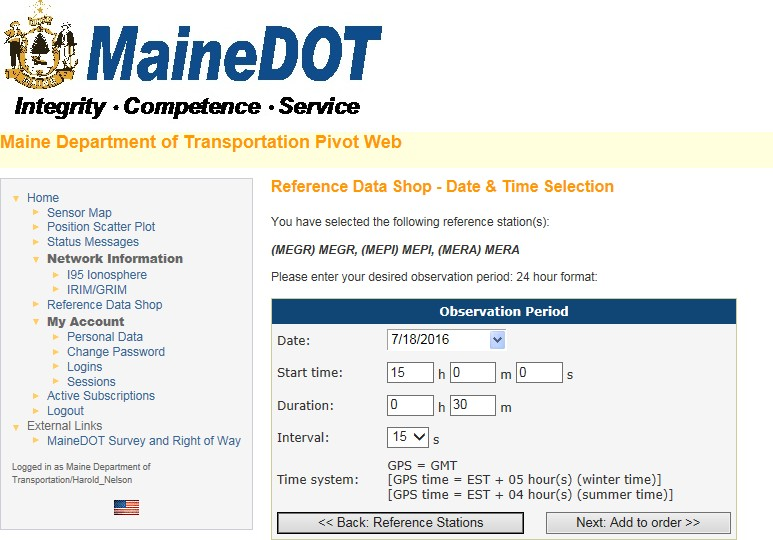 MaineDOT
Integrity · Competence · Service
Maine Department of Transportation Pivot Web
Home
Sensor Map
Position Scatter Plot
Status Messages
Network Information
I95 Ionosphere
IRIM/GRIM
Reference Data Shop
My Account
Personal Data
Change Password
Logins
Sessions
Active Subscriptions
Logout
External Links
MaineDOT Survey and Right of Way
Logged in as Maine Department of
Transportation/Harold_Nelson
Reference Data Shop - Date & Time Selection
You have selected the following reference station(s):
(MEGR) MEGR, (MEPI) MEPI, (MERA) MERA
Please enter your desired observation period: 24 hour format:
Observation Period
Date: 7/18/2016
Start time: 15 h 0 m 0 s
Duration: 0 h 30 m
Interval: 15 s
Time system: GPS = GMT
[GPS time = EST + 05 hour(s) (winter time)]
[GPS time = EST + 04 hour(s) (summer time)]
<< Back: Reference Stations Next: Add to order >>